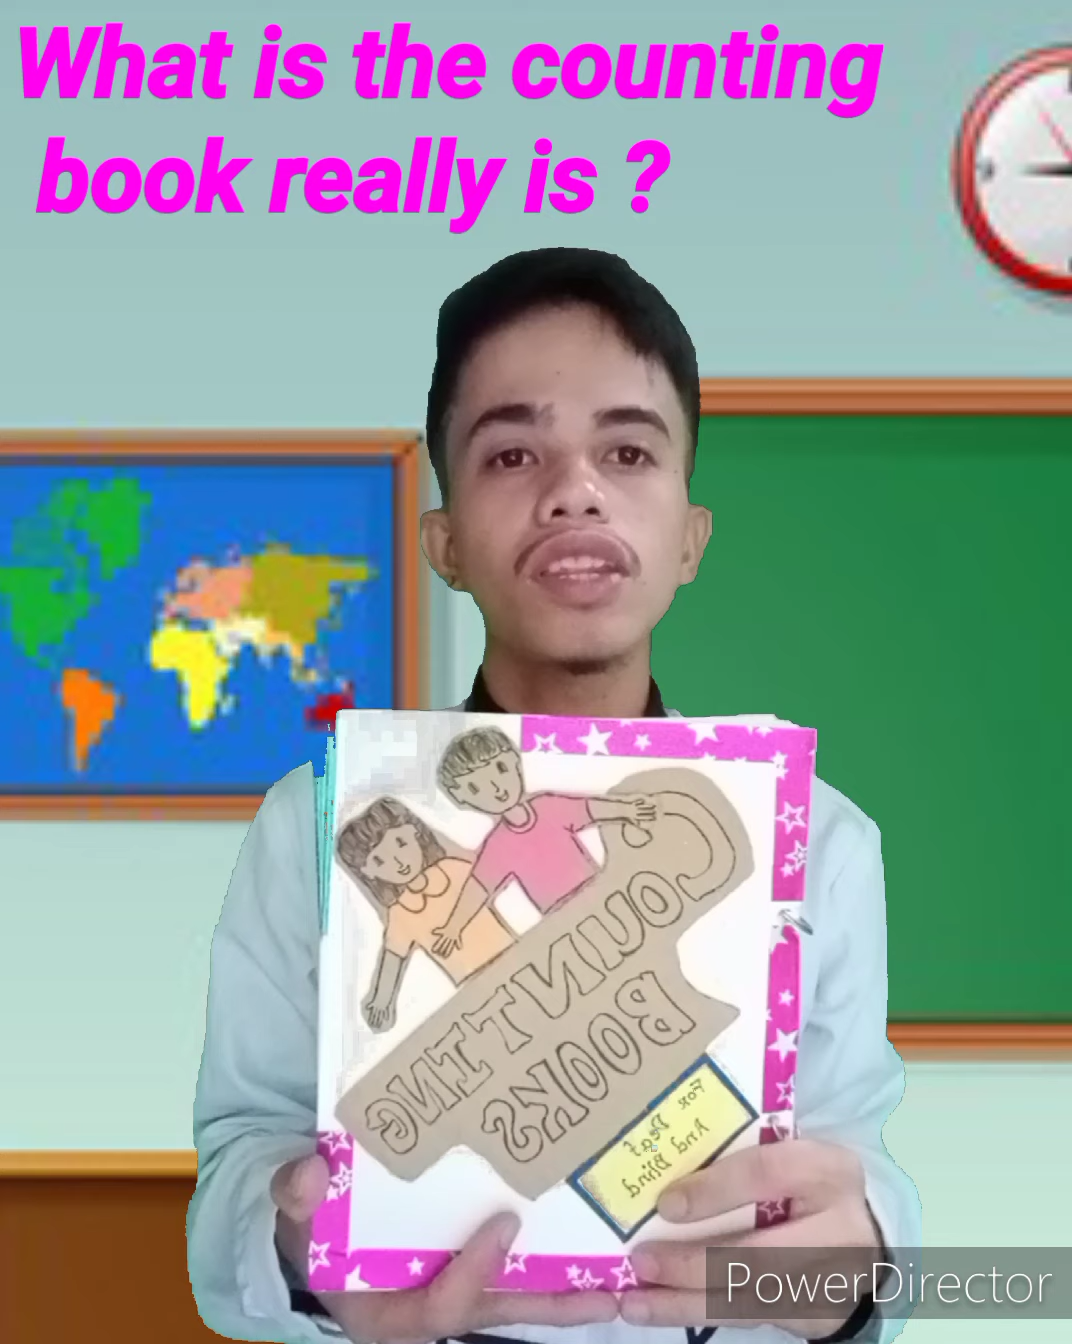 What is the counting
book really is ?
COUNTING
BOOKS
For Deaf
And Blind
PowerDirector